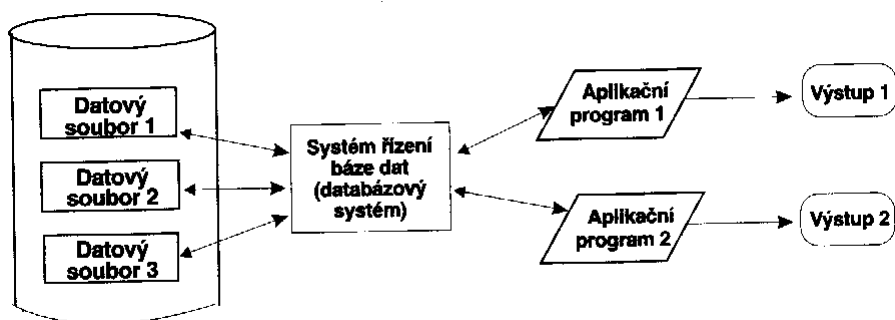 Datový
soubor 1
Datový
soubor 2
Datový
soubor 3
Systém řízení
báze dat
(databázový
systém)
Aplikační
program 1
Výstup 1
Aplikační
program 2
Výstup 2